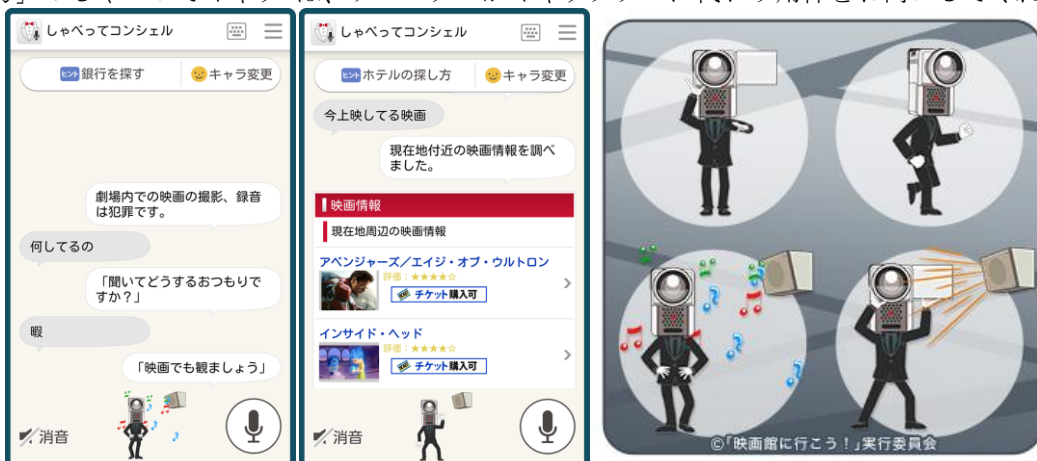 しゃべってコンシェル
ヒント 銀行を探す
キャラ変更
劇場内での映画の撮影、録音
は犯罪です。
何してるの
「聞いてどうするおつもりで
すか?」
暇
「映画でも観ましょう」
消音
しゃべってコンシェル
ヒント ホテルの探し方
キャラ変更
今上映してる映画
現在地付近の映画情報を調べ
ました。
映画情報
現在地周辺の映画情報
アベンジャーズ/エイジ・オブ・ウルトロン
評価:★★★★☆
チケット購入可
インサイド・ヘッド
評価:★★★★☆
チケット購入可
消音
©「映画館に行こう!」実行委員会